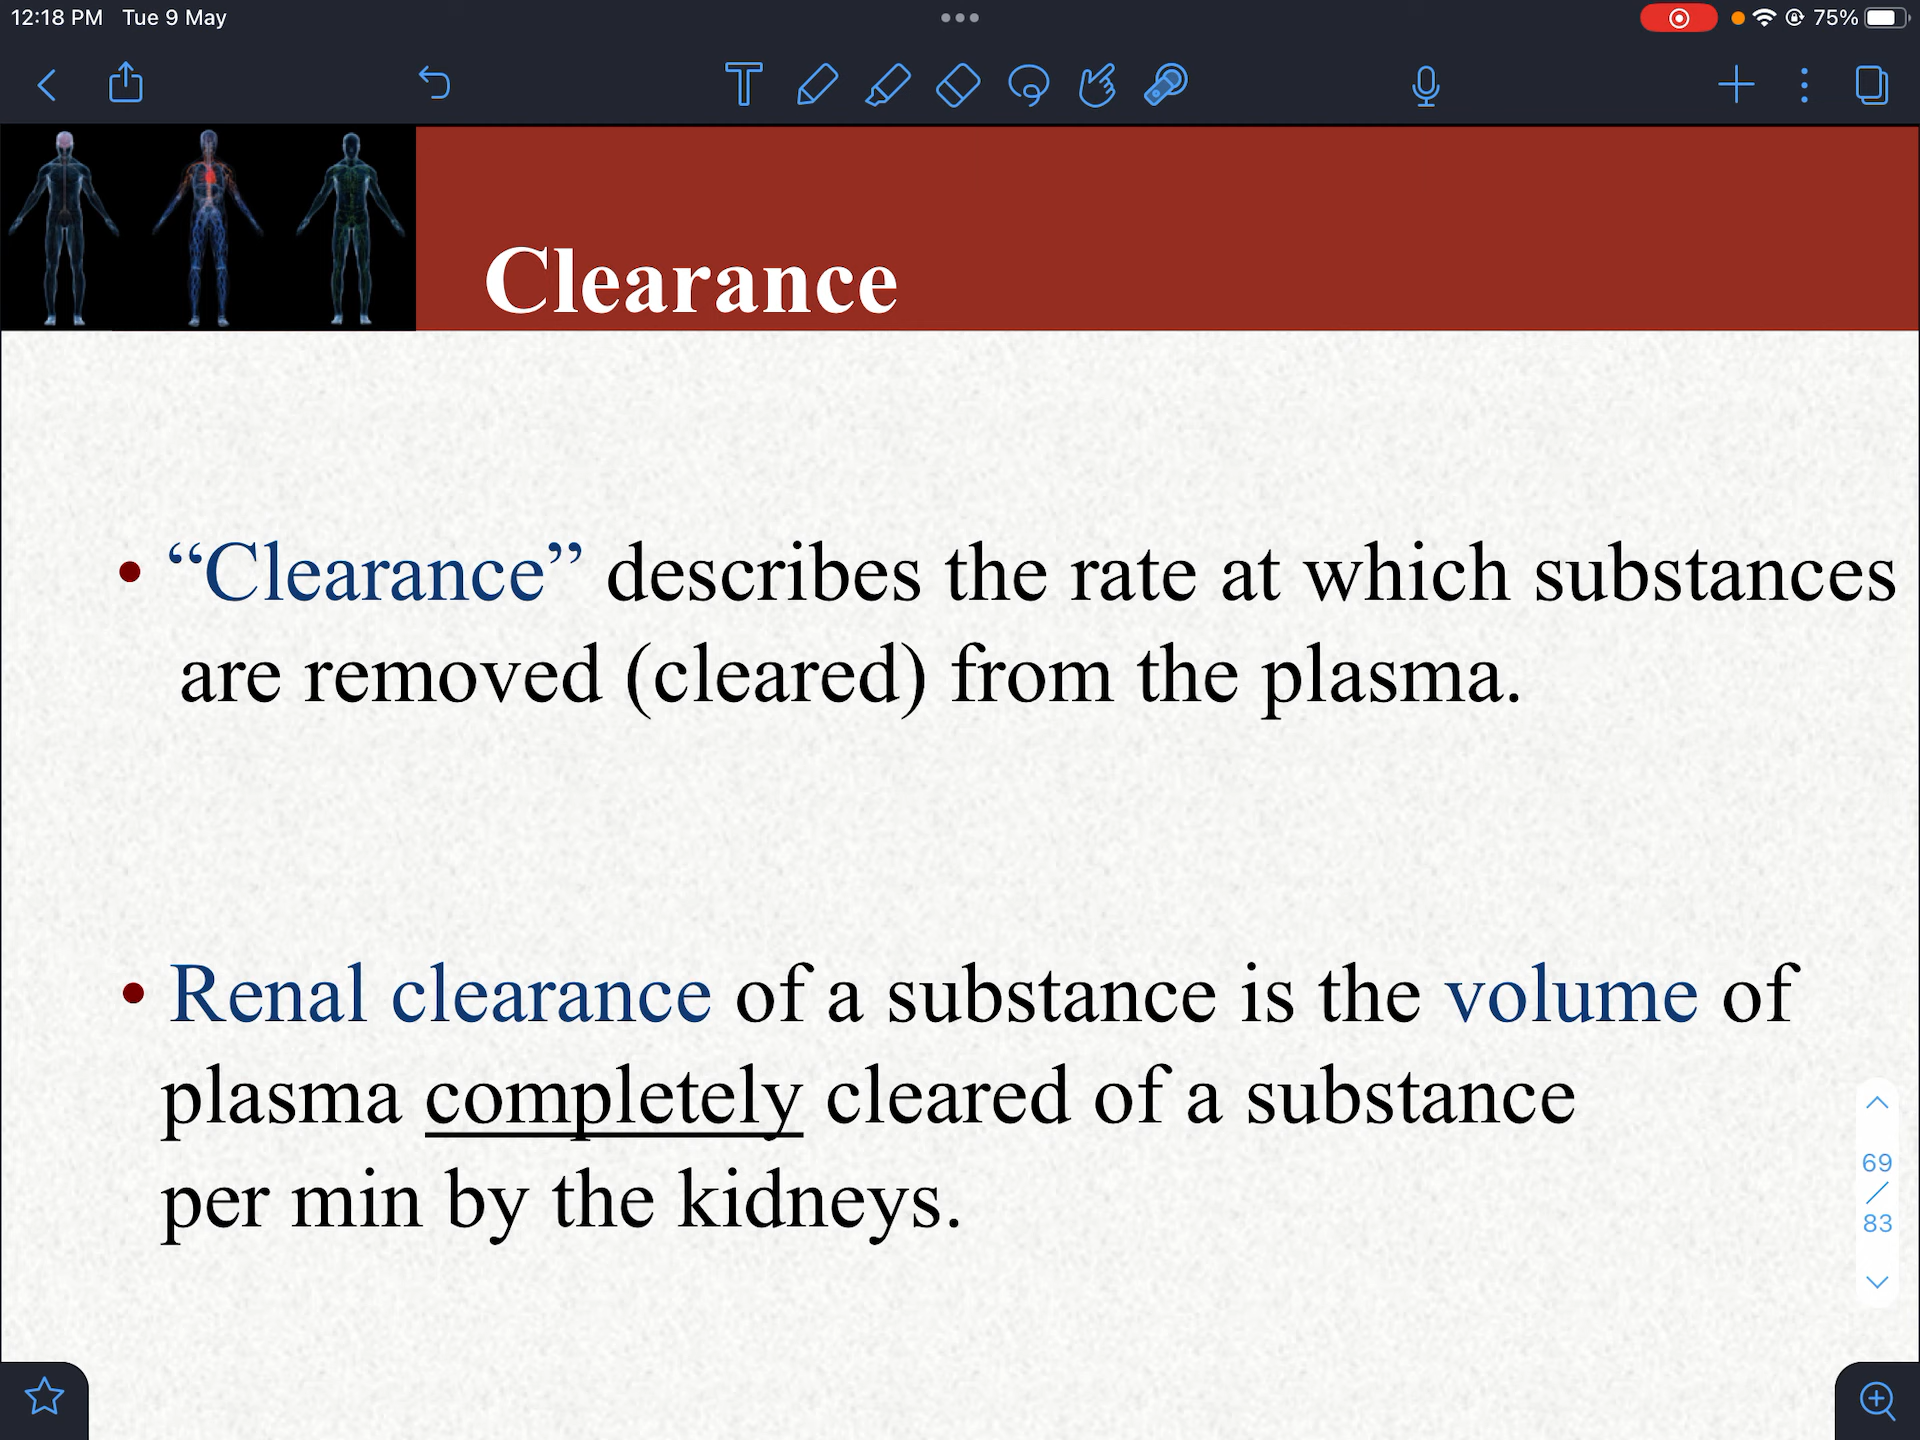 12:18 PM Tue 9 May
75%
Clearance
• “Clearance” describes the rate at which substances
are removed (cleared) from the plasma.
• Renal clearance of a substance is the volume of
plasma completely cleared of a substance
per min by the kidneys.
69
/
83